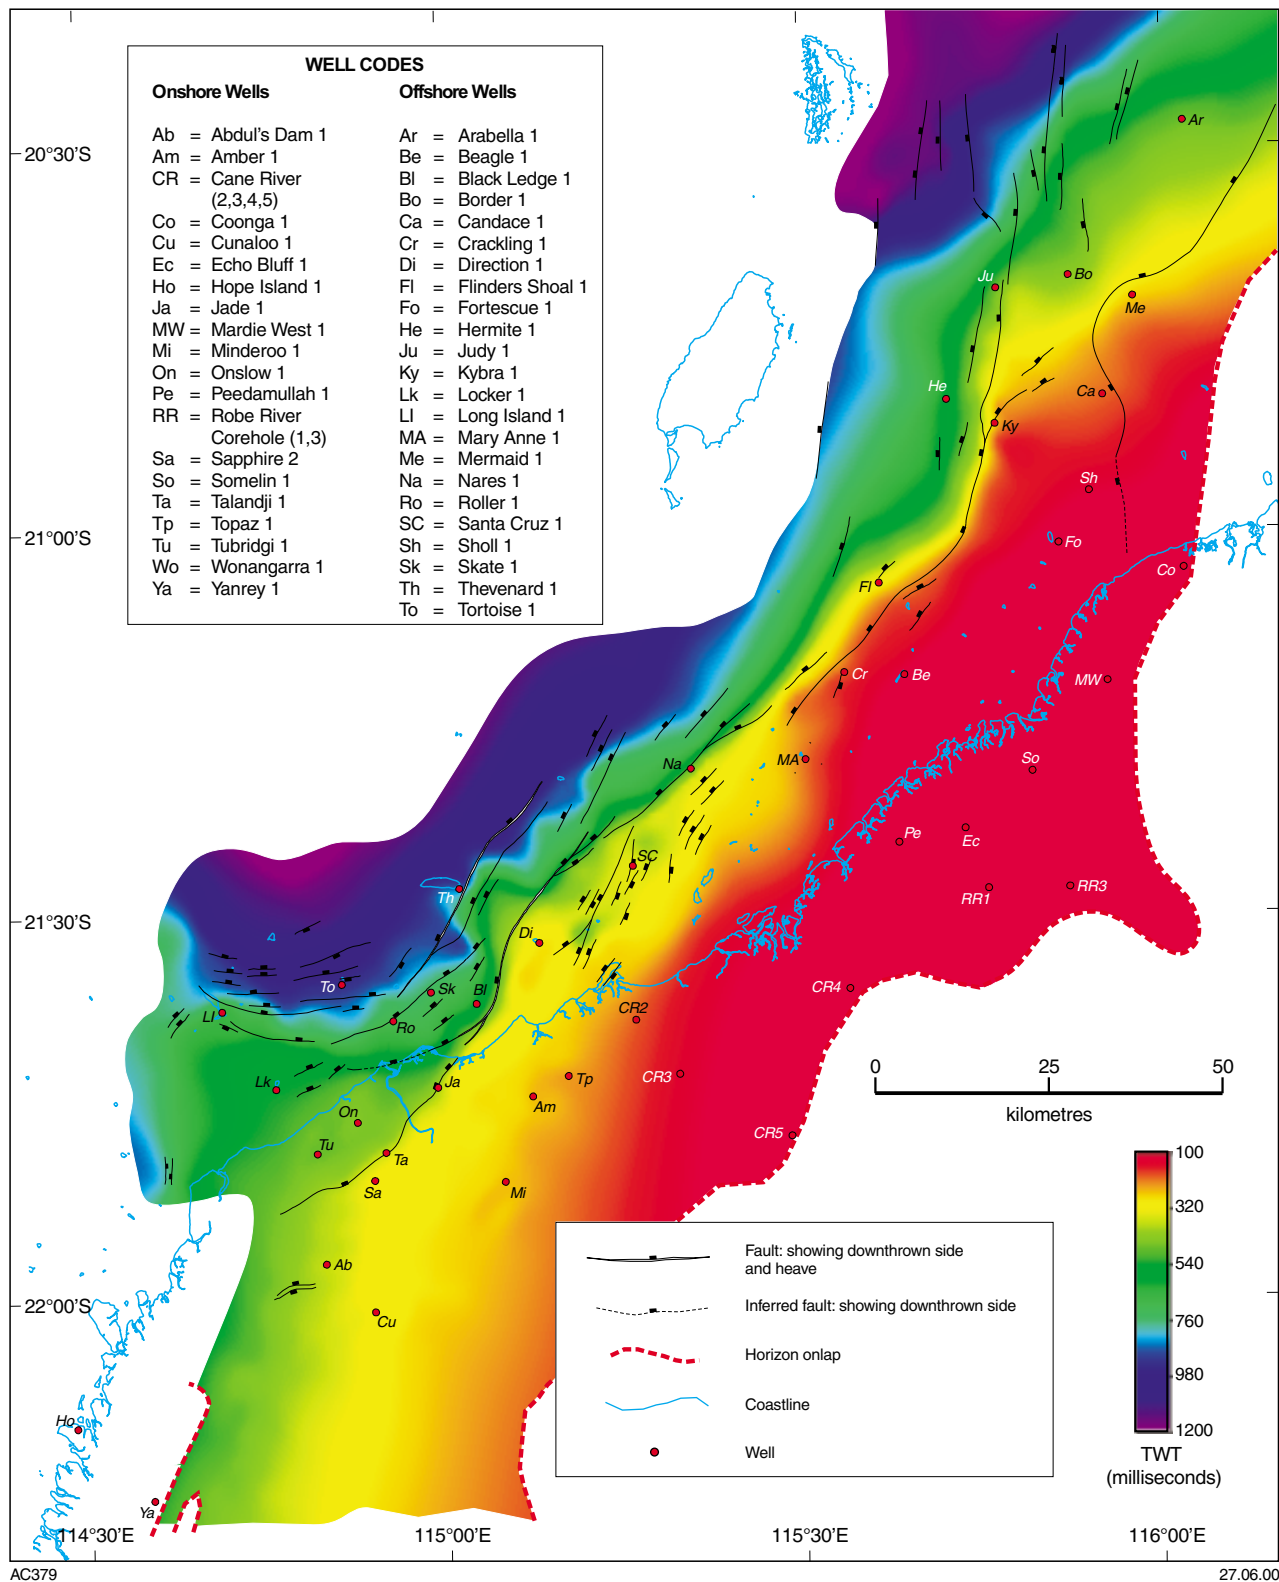 WELL CODES
Onshore Wells
Ab = Abdul's Dam 1
Am = Amber 1
CR = Cane River
(2,3,4,5)
Co = Coonga 1
Cu = Cunaloo 1
Ec = Echo Bluff 1
Ho = Hope Island 1
Ja = Jade 1
MW = Mardie West 1
Mi = Minderoo 1
On = Onslow 1
Pe = Peedamullah 1
RR = Robe River
Corehole (1,3)
Sa = Sapphire 2
So = Somelin 1
Ta = Talandji 1
Tp = Topaz 1
Tu = Tubridgi 1
Wo = Wonangarra 1
Ya = Yanrey 1
Offshore Wells
Ar = Arabella 1
Be = Beagle 1
Bl = Black Ledge 1
Bo = Border 1
Ca = Candace 1
Cr = Crackling 1
Di = Direction 1
Fl = Flinders Shoal 1
Fo = Fortescue 1
He = Hermite 1
Ju = Judy 1
Ky = Kybra 1
Lk = Locker 1
LI = Long Island 1
MA = Mary Anne 1
Me = Mermaid 1
Na = Nares 1
Ro = Roller 1
SC = Santa Cruz 1
Sh = Sholl 1
Sk = Skate 1
Th = Thevenard 1
To = Tortoise 1
20°30'S
21°00'S
21°30'S
22°00'S
Ar
Ju
Bo
Me
He
Ca
Ky
Sh
Fo
Co
Fl
Cr
Be
MW
Na
MA
So
Pe
Ec
SC
Th
RR1
RR3
Di
To
Sk
Bl
CR4
LI
Ro
CR2
Lk
Ja
Tp
CR3
Am
On
CR5
Tu
Ta
Sa
Mi
Ab
Cu
Ho
Ya
0 25 50
kilometres
100
320
540
760
980
1200
TWT
(milliseconds)
Fault: showing downthrown side
and heave
Inferred fault: showing downthrown side
Horizon onlap
Coastline
Well
114°30'E 115°00'E 115°30'E 116°00'E
AC379
27.06.00